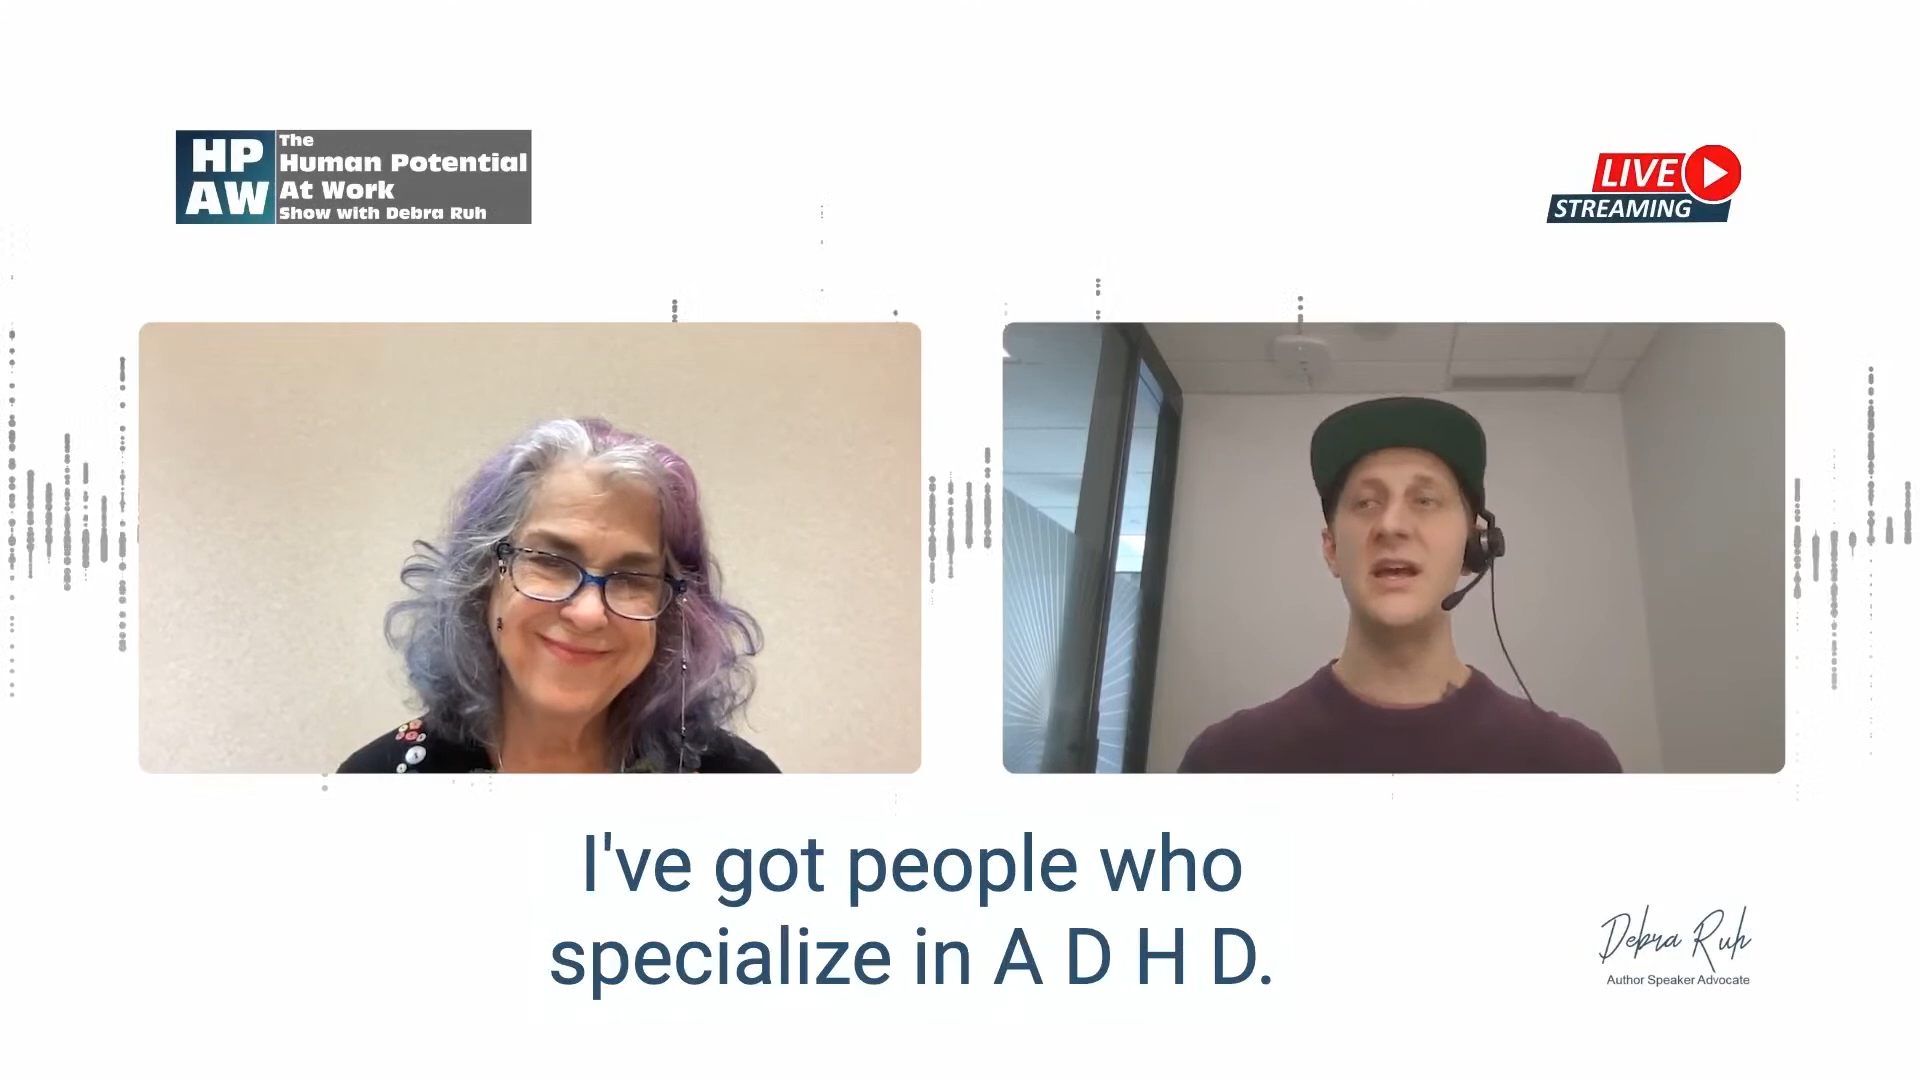 HP
AW
The
Human Potential
At Work
Show with Debra Ruh
LIVE
STREAMING
I've got people who
specialize in A D H D.
Debra Ruh
Author Speaker Advocate